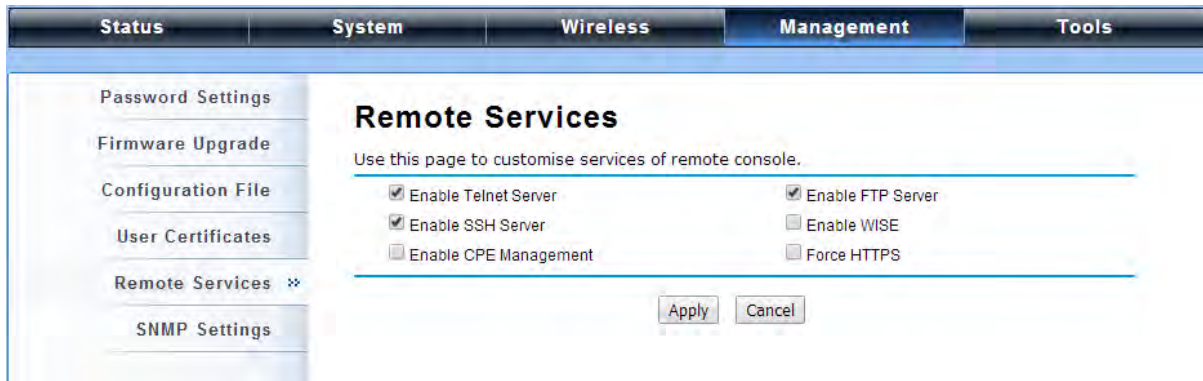 Status System Wireless Management Tools
Password Settings
Firmware Upgrade
Configuration File
User Certificates
Remote Services »
SNMP Settings
Remote Services
Use this page to customise services of remote console.
Enable Telnet Server Enable FTP Server
Enable SSH Server Enable WISE
Enable CPE Management Force HTTPS
Apply Cancel